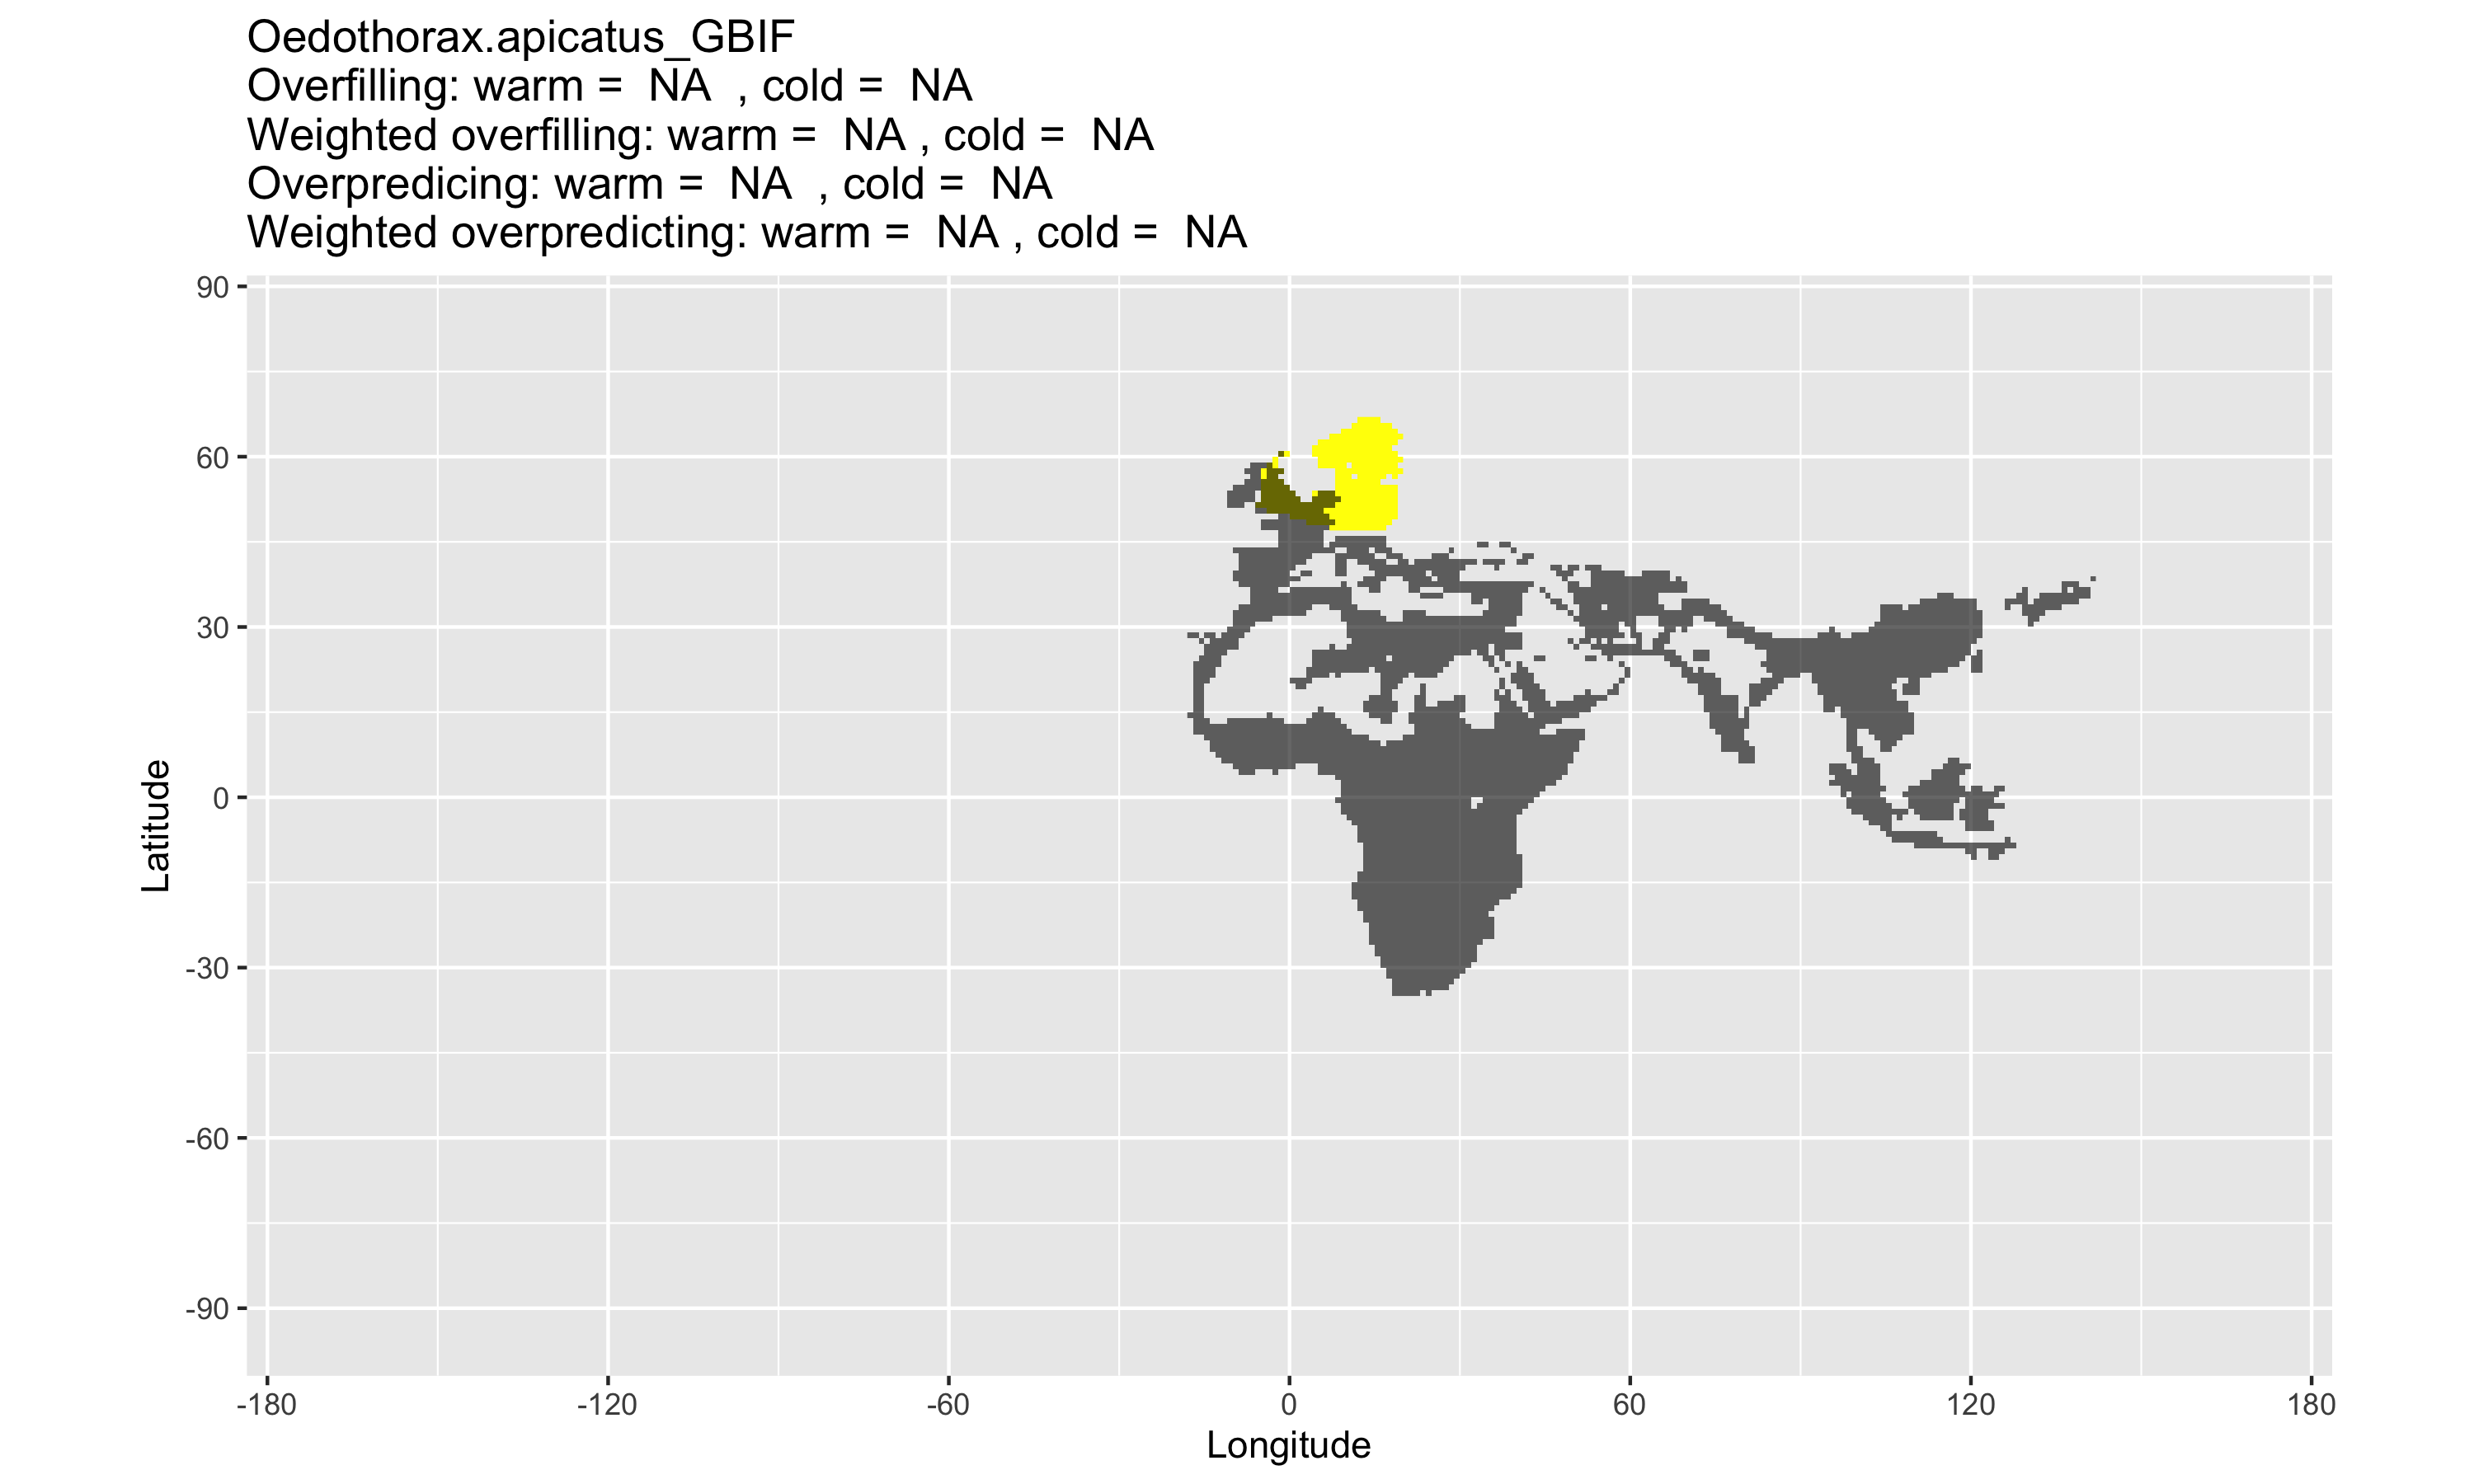 Oedothorax.apicatus_GBIF
Overfilling: warm =  NA  , cold =  NA
Weighted overfilling: warm =  NA , cold =  NA
Overpredicing: warm =  NA  , cold =  NA
Weighted overpredicting: warm =  NA , cold =  NA
90
60
30
0
-30
-60
-90
Latitude
-180
-120
-60
0
60
120
180
Longitude